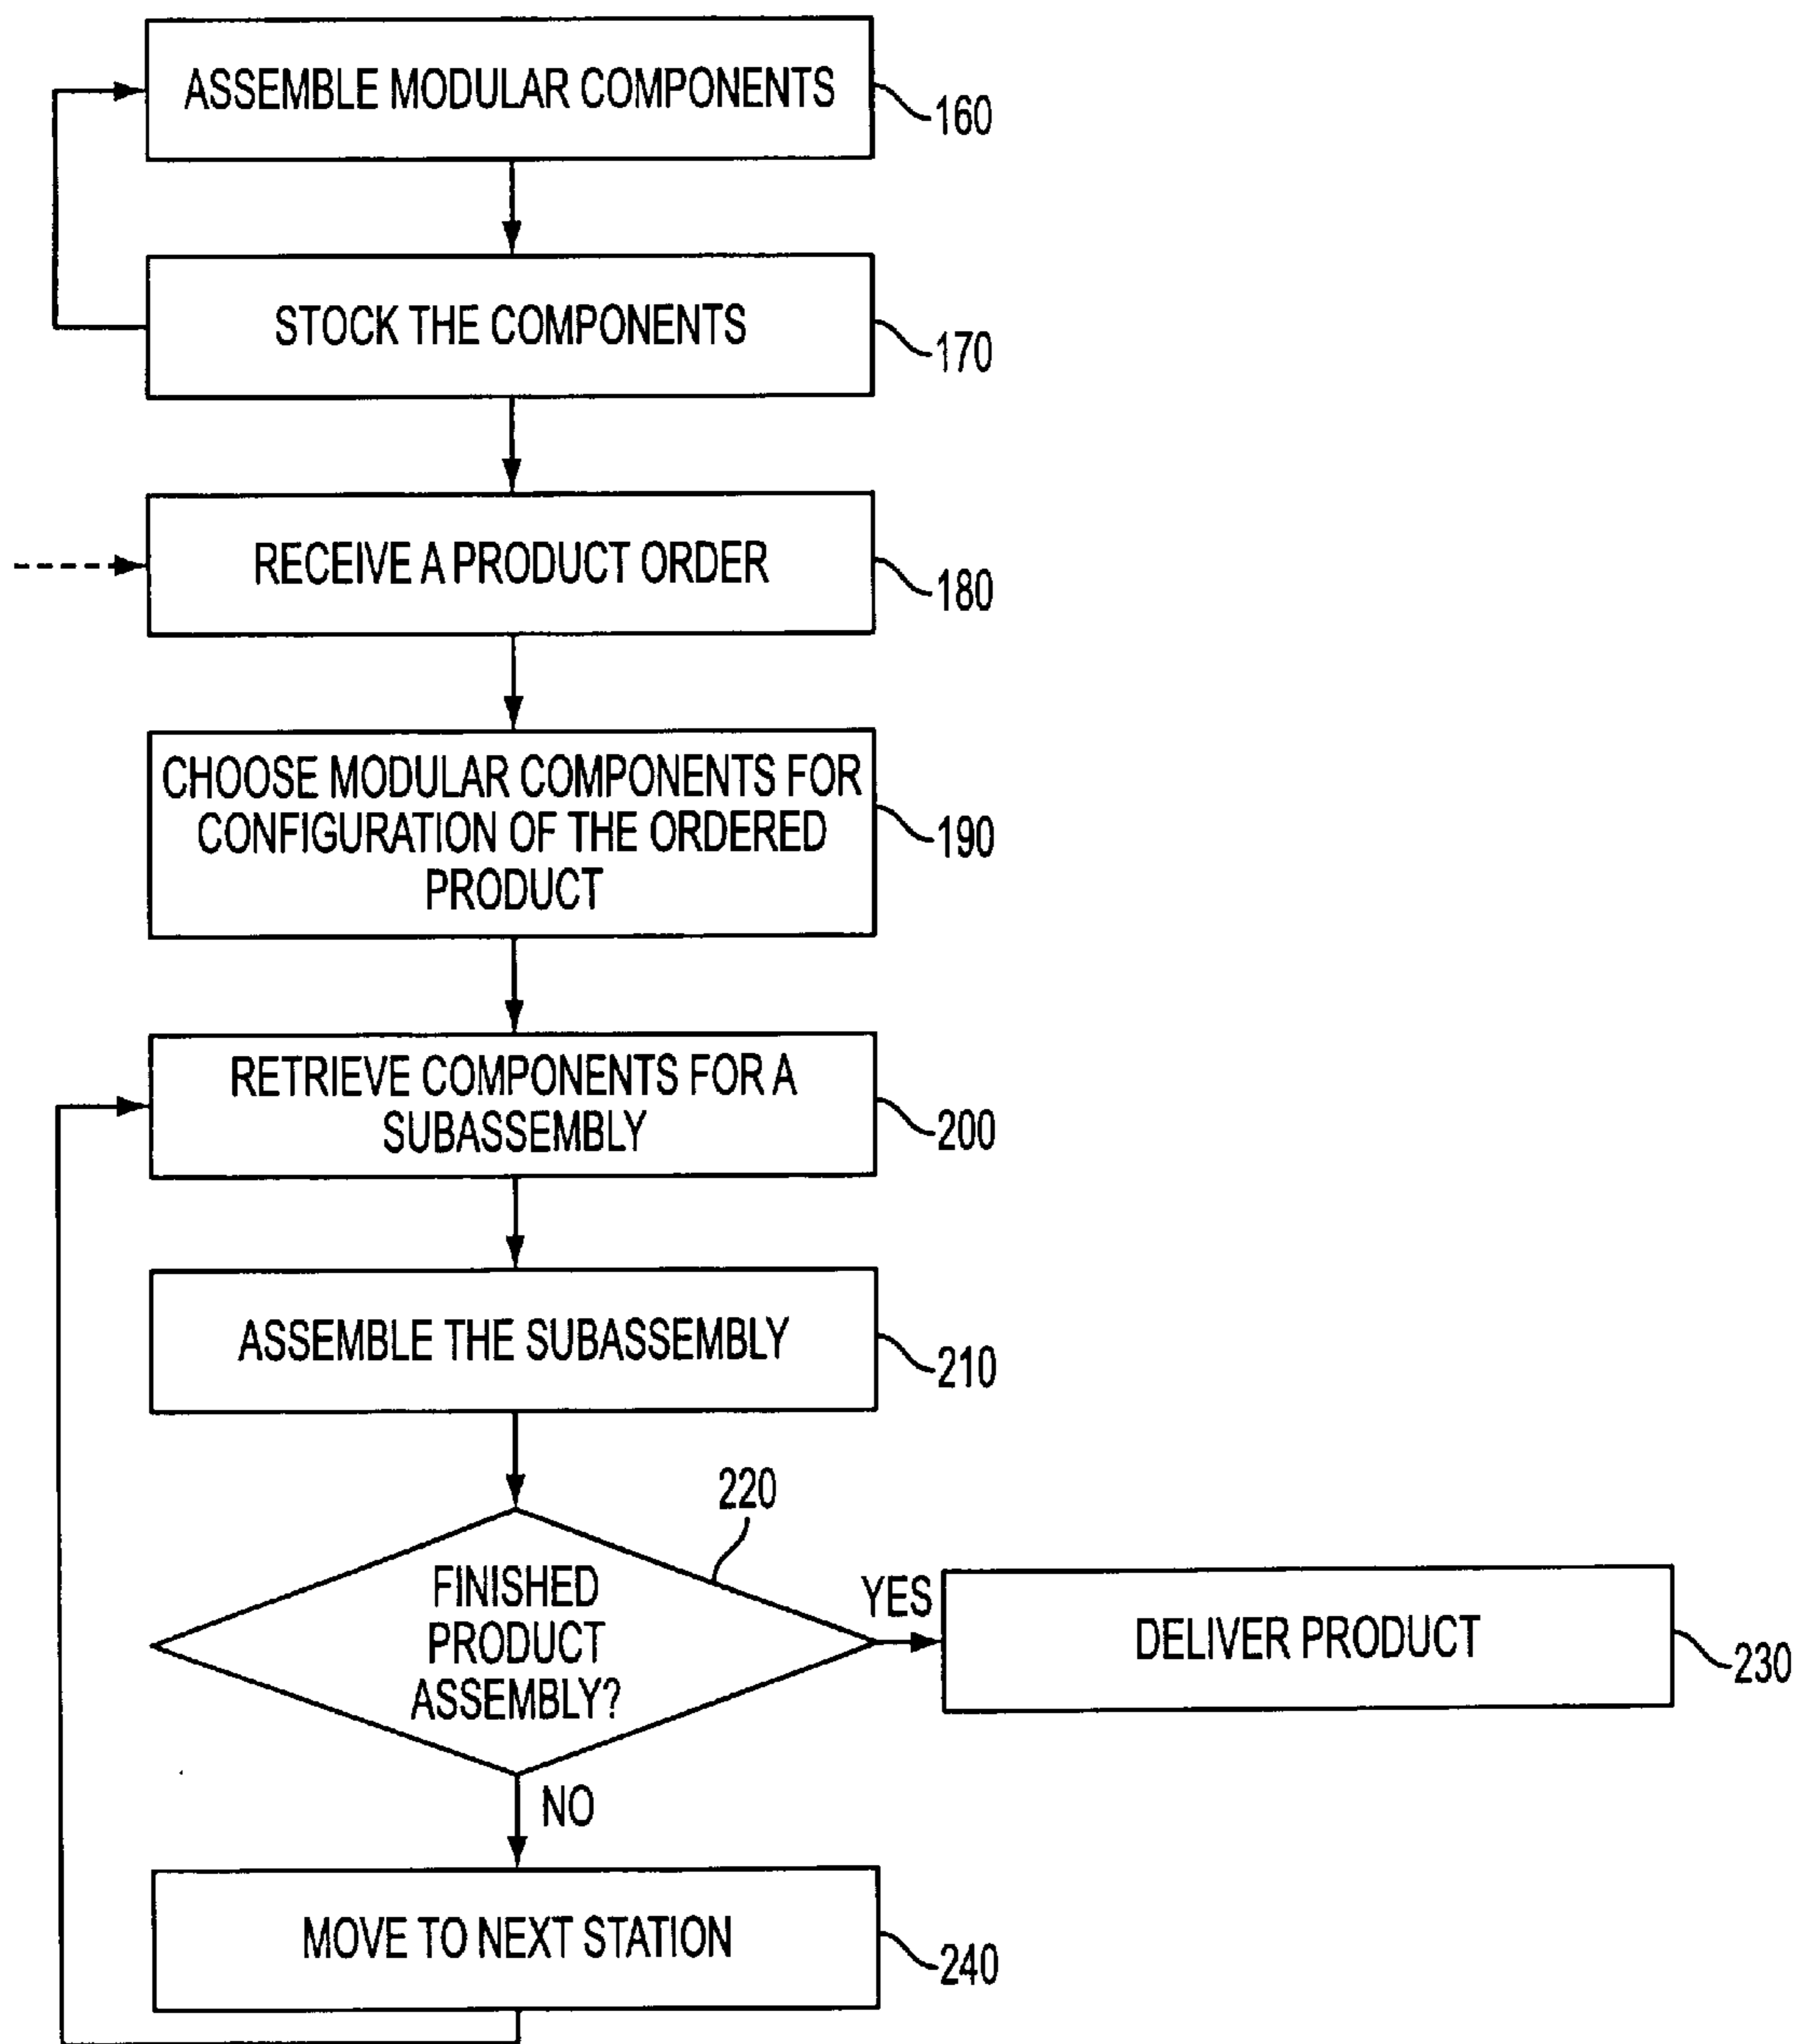 ASSEMBLE MODULAR COMPONENTS
160
STOCK THE COMPONENTS
170
RECEIVE A PRODUCT ORDER
180
CHOOSE MODULAR COMPONENTS FOR
CONFIGURATION OF THE ORDERED
PRODUCT
190
RETRIEVE COMPONENTS FOR A
SUBASSEMBLY
200
ASSEMBLE THE SUBASSEMBLY
210
220
FINISHED
PRODUCT
ASSEMBLY?
YES
DELIVER PRODUCT
230
NO
MOVE TO NEXT STATION
240